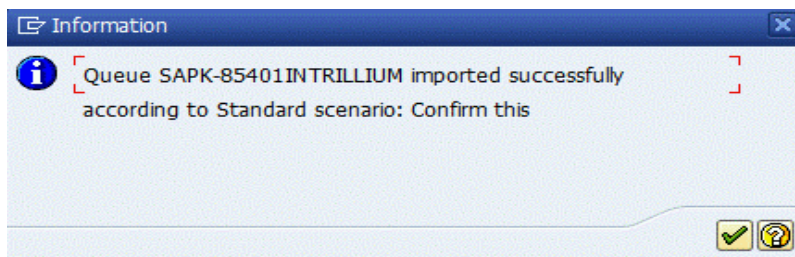 Information
Queue SAPK-85401INTRILLIUM imported successfully
according to Standard scenario: Confirm this